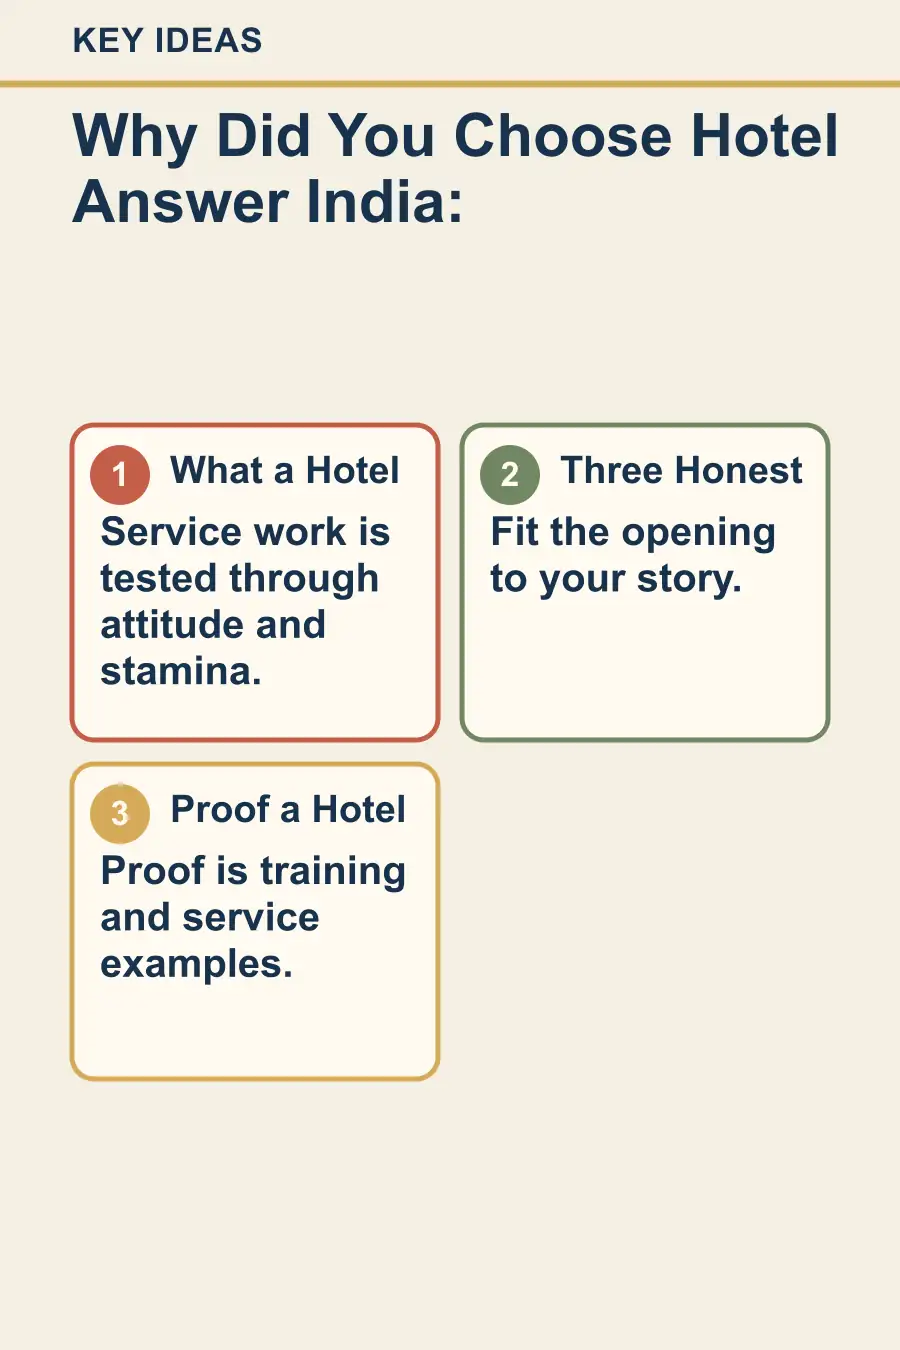 KEY IDEAS
Why Did You Choose Hotel
Answer India:
1 What a Hotel
Service work is
tested through
attitude and
stamina.
2 Three Honest
Fit the opening
to your story.
3 Proof a Hotel
Proof is training
and service
examples.